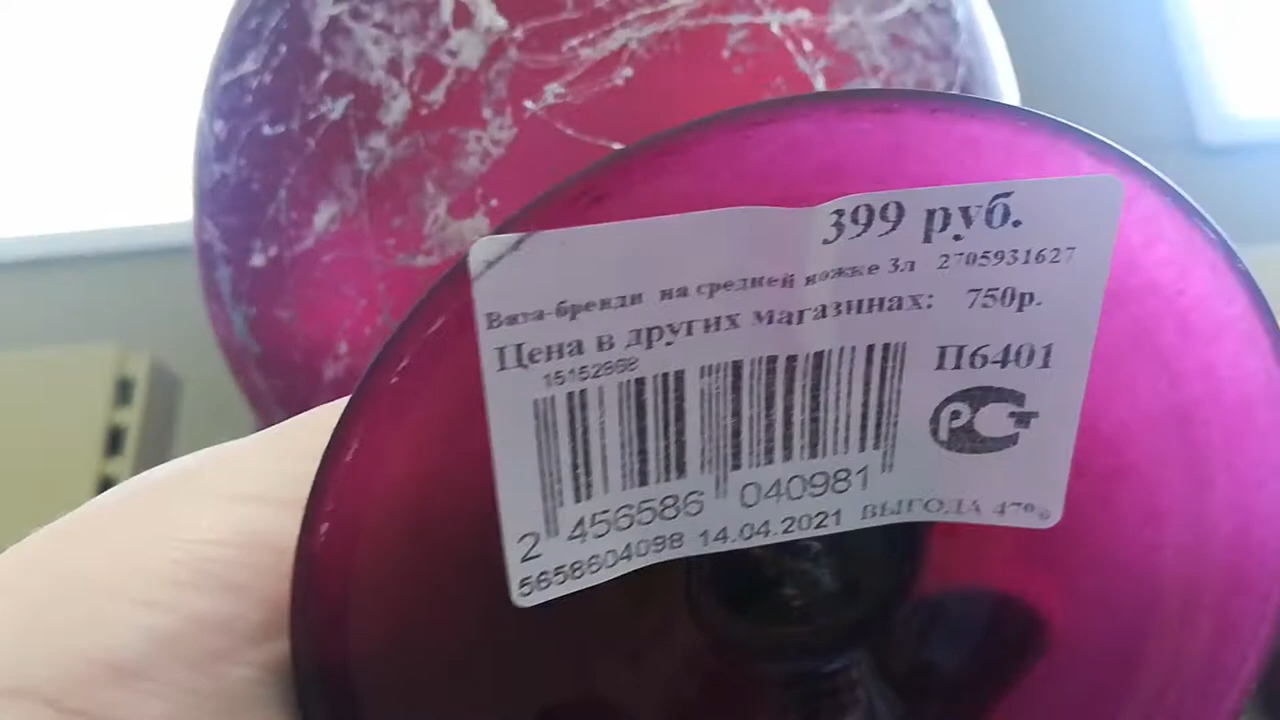 399 руб.
Ваза-бренди на средней ножке 3л 2705931627
Цена в других магазинах: 750р.
15152868
П6401
РСТ
2 456586 040981
5658604098 14.04.2021 ВЫГОДА 47%